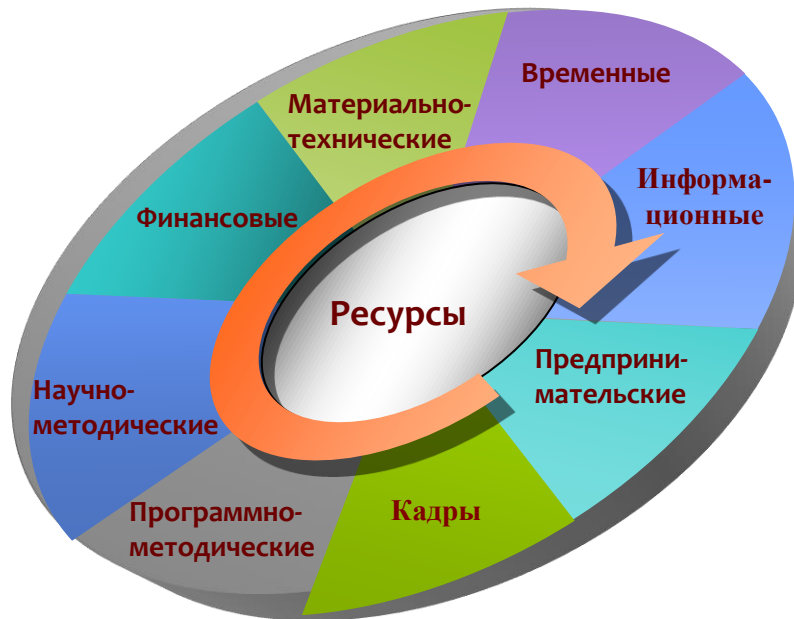 Временные
Материально-
технические
Информа-
ционные
Финансовые
Ресурсы
Предприни-
мательские
Научно-
методические
Кадры
Программно-
методические